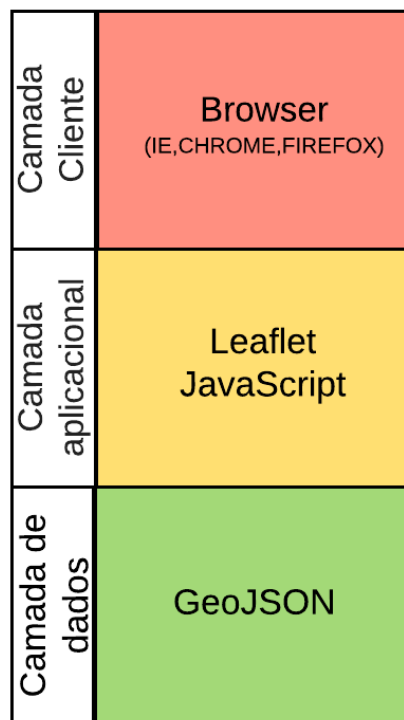 Camada
Cliente
Browser
(IE,CHROME,FIREFOX)
Camada
aplicacional
Leaflet
JavaScript
Camada de
dados
GeoJSON